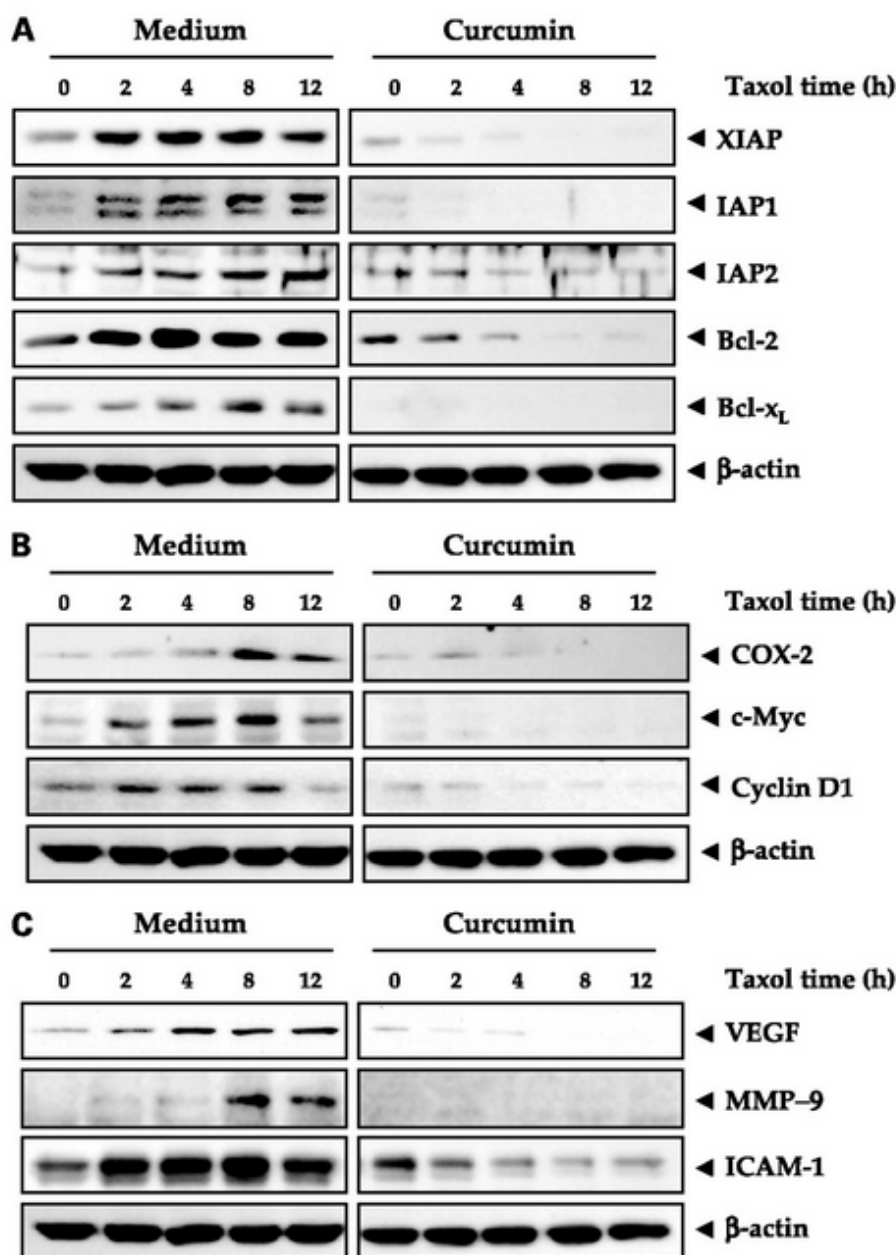 A
Medium Curcumin
0 2 4 8 12 0 2 4 8 12 Taxol time (h)
◄ XIAP
◄ IAP1
◄ IAP2
◄ Bcl-2
◄ Bcl-xL
◄ β-actin
B
Medium Curcumin
0 2 4 8 12 0 2 4 8 12 Taxol time (h)
◄ COX-2
◄ c-Myc
◄ Cyclin D1
◄ β-actin
C
Medium Curcumin
0 2 4 8 12 0 2 4 8 12 Taxol time (h)
◄ VEGF
◄ MMP–9
◄ ICAM-1
◄ β-actin